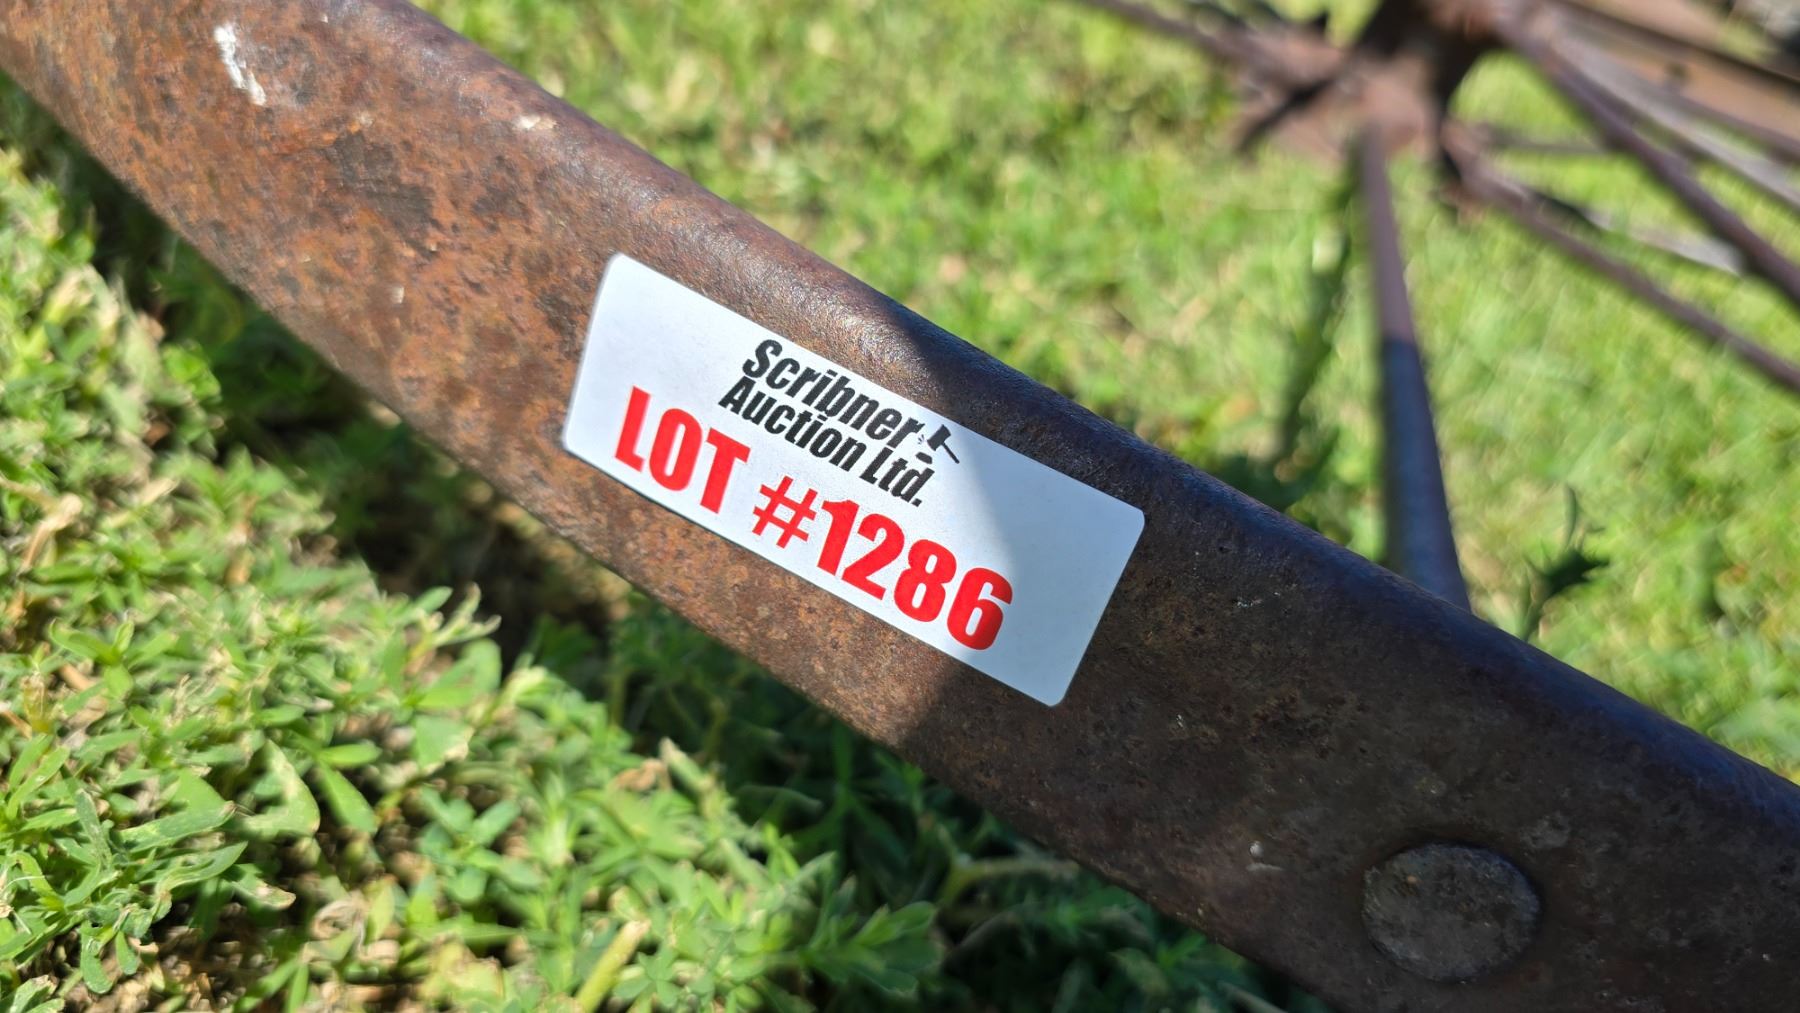 Scribner
Auction Ltd.
LOT #1286